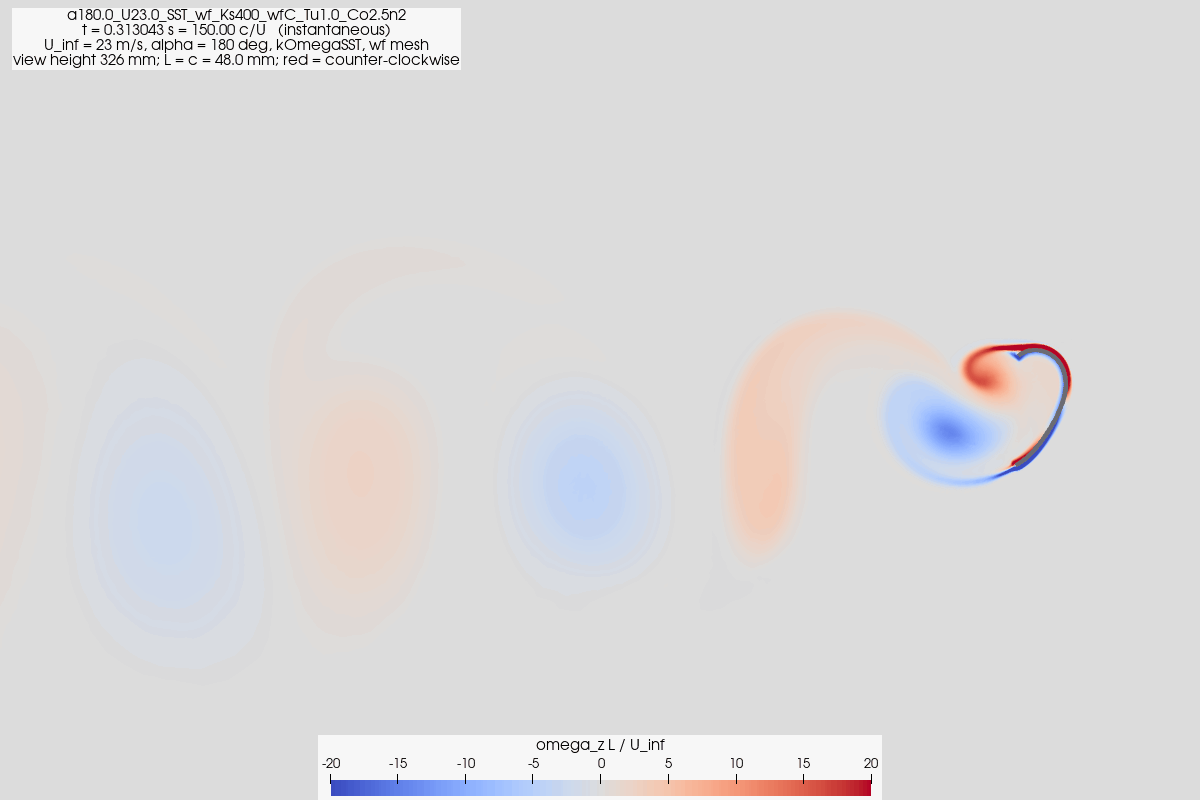 a180.0_U23.0_SST_wf_Ks400_wfC_Tu1.0_Co2.5n2
t = 0.313043 s = 150.00 c/U   (instantaneous)
U_inf = 23 m/s, alpha = 180 deg, kOmegaSST, wf mesh
view height 326 mm; L = c = 48.0 mm; red = counter-clockwise
omega_z L / U_inf
-20 -15 -10 -5 0 5 10 15 20